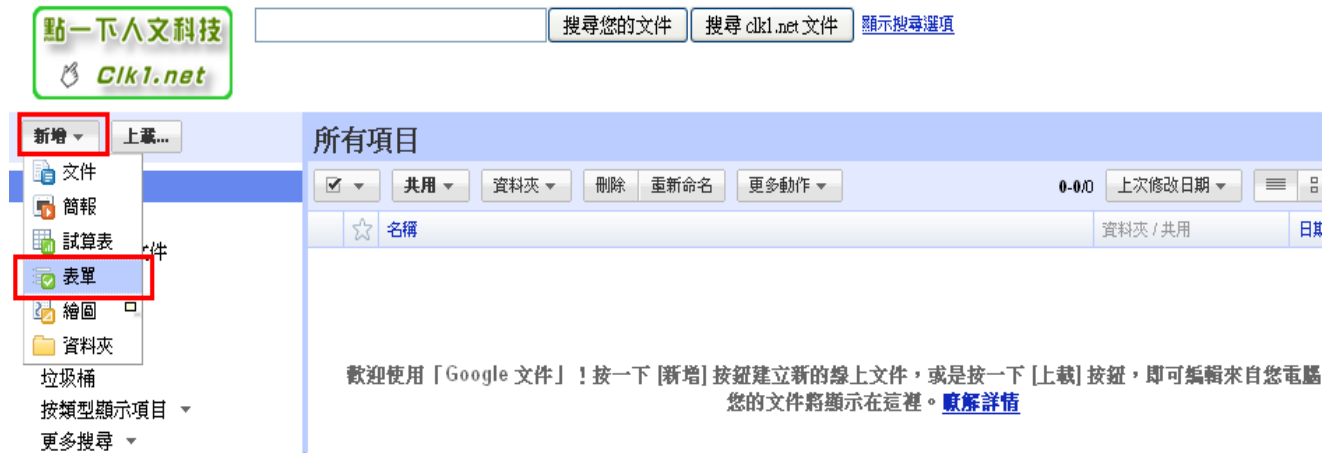 點一下人文科技
Clk1.net
搜尋您的文件 搜尋 clk1.net 文件 顯示搜尋選項
新增 上載...
所有項目
文件
簡報
試算表
表單
繪圖
資料夾
件
垃圾桶
按類型顯示項目
更多搜尋
共用 資料夾 刪除 重新命名 更多動作 0-0/0 上次修改日期
名稱 資料夾 / 共用 日期
歡迎使用「Google 文件」！按一下 [新增] 按鈕建立新的線上文件，或是按一下 [上載] 按鈕，即可編輯來自您電腦
您的文件將顯示在這裡。瞭解詳情